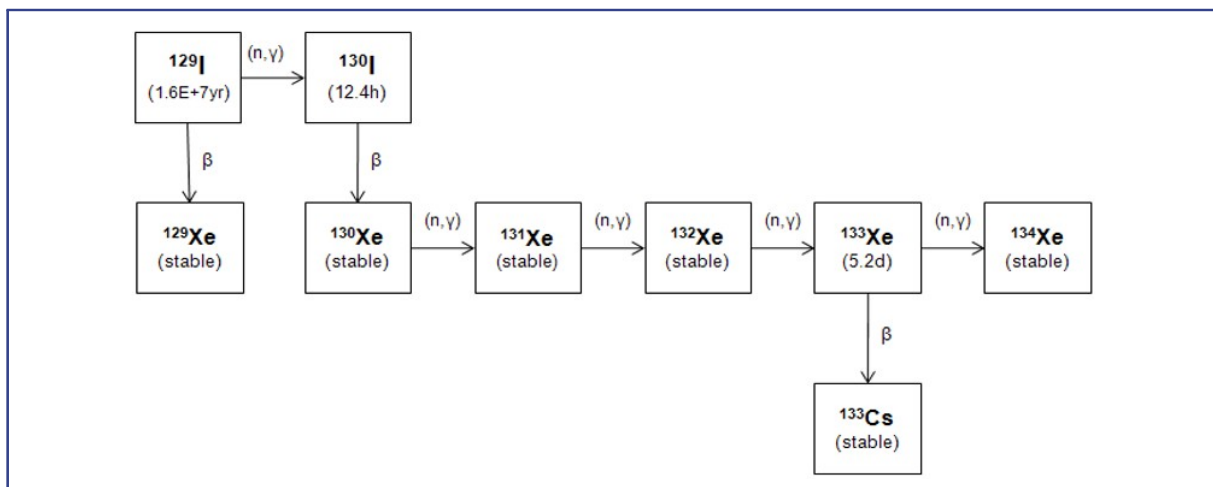 ¹²⁹I (n,γ) ¹³⁰I
(1.6E+7yr) (12.4h)
β β
¹²⁹Xe ¹³⁰Xe (n,γ) ¹³¹Xe (n,γ) ¹³²Xe (n,γ) ¹³³Xe (n,γ) ¹³⁴Xe
(stable) (stable) (stable) (stable) (5.2d) (stable)
β
¹³³Cs
(stable)